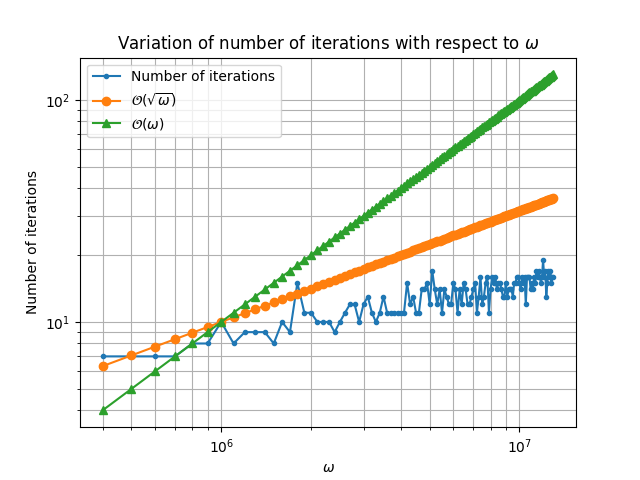 Variation of number of iterations with respect to ω
Number of iterations
𝒪(√ω)
𝒪(ω)
Number of iterations
10²
10¹
10⁶
10⁷
ω